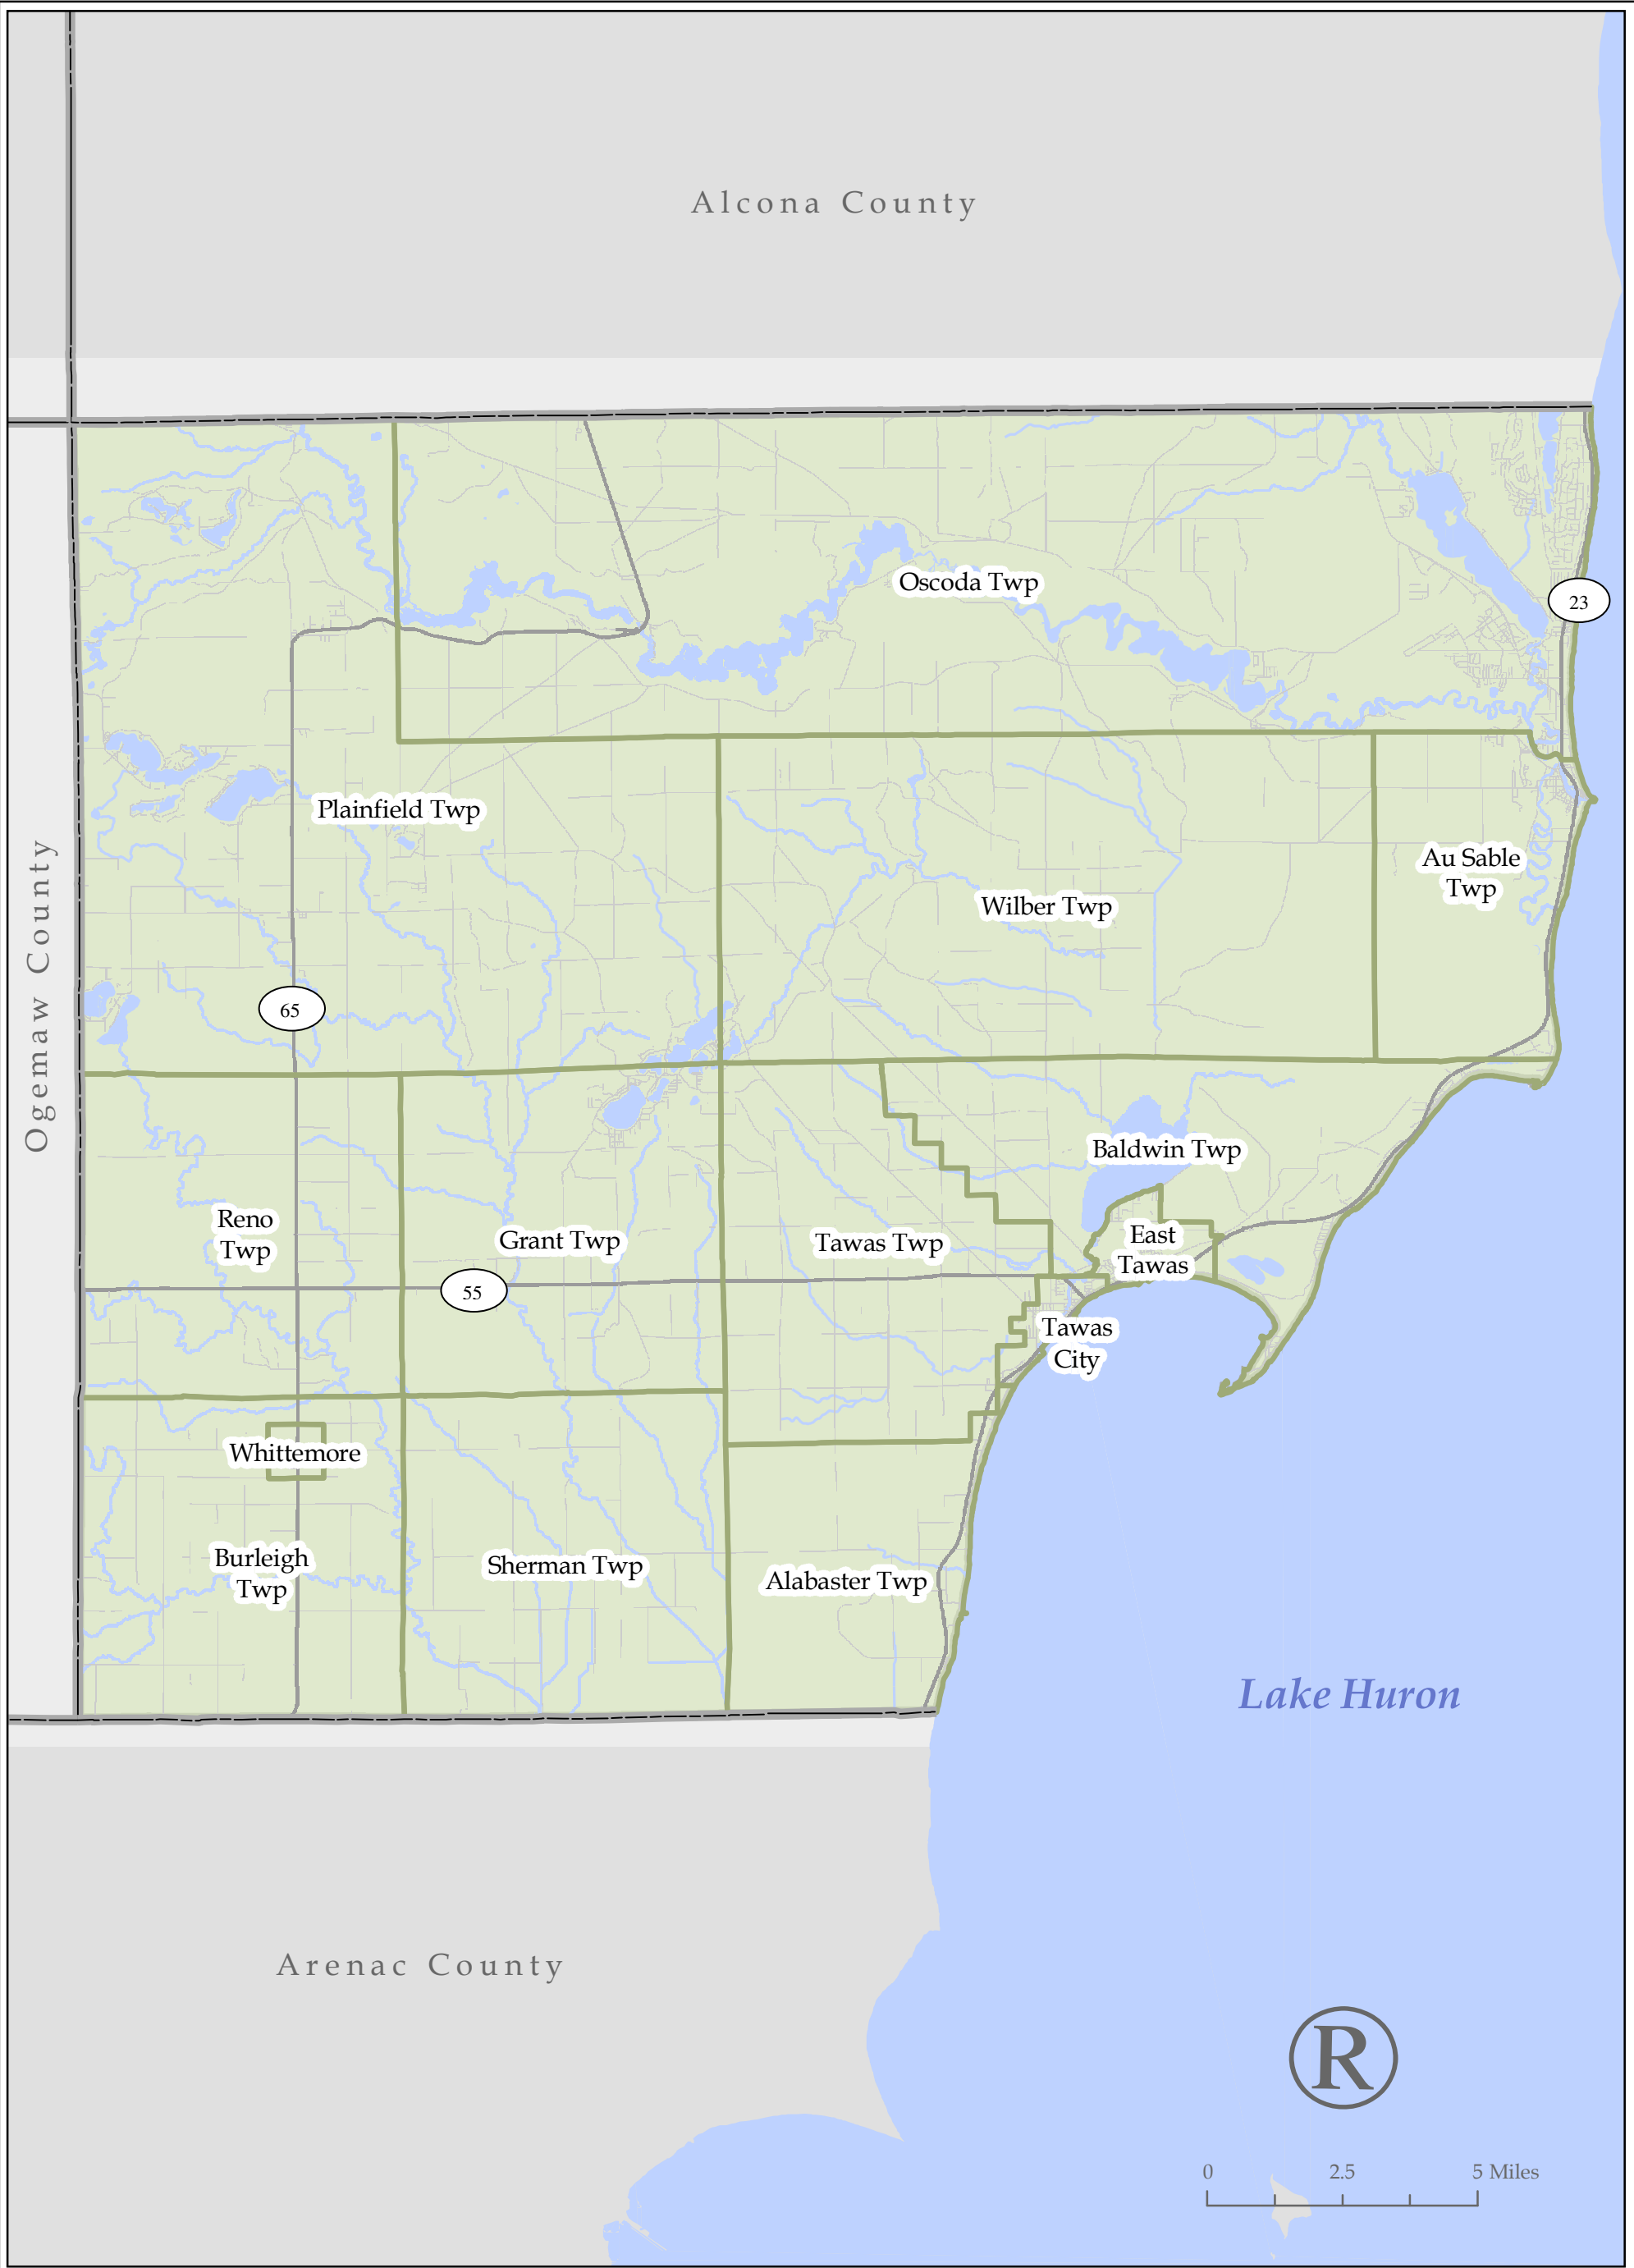 Alcona County
Oscoda Twp
23
Plainfield Twp
Au Sable
Twp
Wilber Twp
Ogemaw County
65
Baldwin Twp
Reno
Twp
Grant Twp
Tawas Twp
East
Tawas
55
Tawas
City
Whittemore
Burleigh
Twp
Sherman Twp
Alabaster Twp
Lake Huron
Arenac County
R
0 2.5 5 Miles